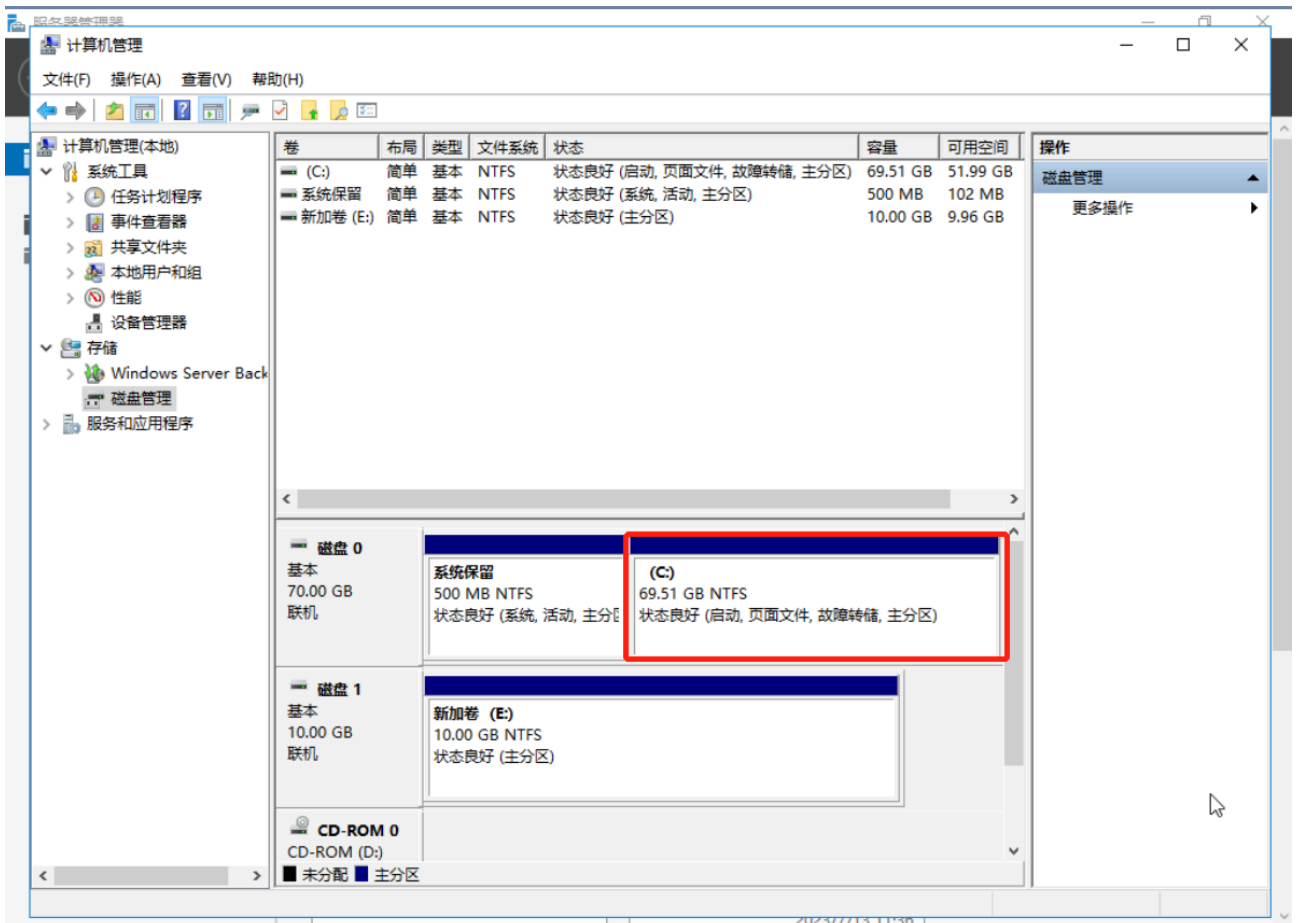 服务器管理器
计算机管理
文件(F) 操作(A) 查看(V) 帮助(H)
计算机管理(本地)
系统工具
任务计划程序
事件查看器
共享文件夹
本地用户和组
性能
设备管理器
存储
Windows Server Back
磁盘管理
服务和应用程序
卷 布局 类型 文件系统 状态 容量 可用空间
(C:) 简单 基本 NTFS 状态良好 (启动, 页面文件, 故障转储, 主分区) 69.51 GB 51.99 GB
系统保留 简单 基本 NTFS 状态良好 (系统, 活动, 主分区) 500 MB 102 MB
新加卷 (E:) 简单 基本 NTFS 状态良好 (主分区) 10.00 GB 9.96 GB
磁盘 0
基本
70.00 GB
联机
系统保留
500 MB NTFS
状态良好 (系统, 活动, 主分区
(C:)
69.51 GB NTFS
状态良好 (启动, 页面文件, 故障转储, 主分区)
磁盘 1
基本
10.00 GB
联机
新加卷 (E:)
10.00 GB NTFS
状态良好 (主分区)
CD-ROM 0
CD-ROM (D:)
未分配 主分区
操作
磁盘管理
更多操作
2023/7/13 11:36